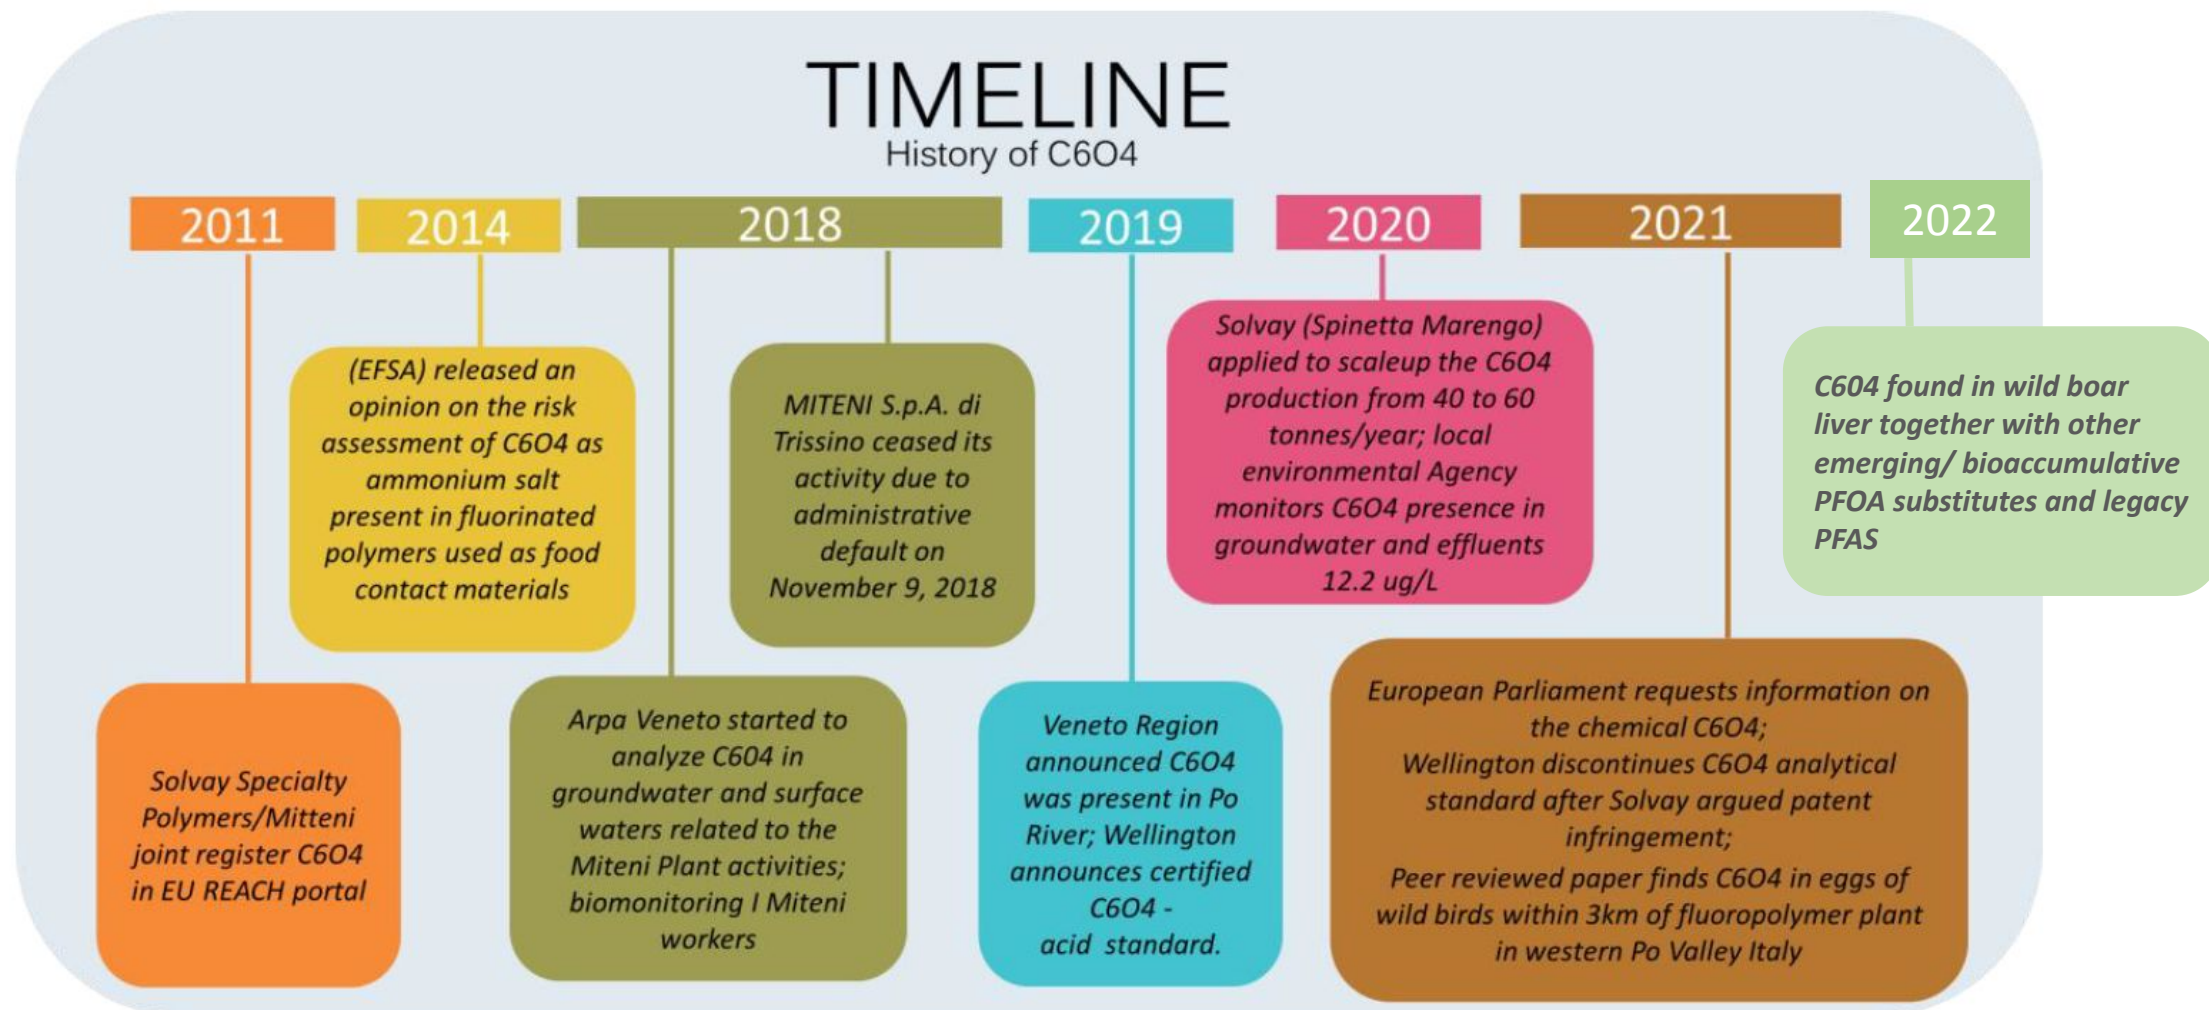 TIMELINE
History of C6O4
2011
2014
2018
2019
2020
2021
2022
Solvay Specialty
Polymers/Mitteni
joint register C6O4
in EU REACH portal
(EFSA) released an
opinion on the risk
assessment of C6O4 as
ammonium salt
present in fluorinated
polymers used as food
contact materials
Arpa Veneto started to
analyze C604 in
groundwater and surface
waters related to the
Miteni Plant activities;
biomonitoring I Miteni
workers
MITENI S.p.A. di
Trissino ceased its
activity due to
administrative
default on
November 9, 2018
Veneto Region
announced C6O4
was present in Po
River; Wellington
announces certified
C6O4 -
acid standard.
Solvay (Spinetta Marengo)
applied to scaleup the C6O4
production from 40 to 60
tonnes/year; local
environmental Agency
monitors C6O4 presence in
groundwater and effluents
12.2 ug/L
European Parliament requests information on
the chemical C6O4;
Wellington discontinues C6O4 analytical
standard after Solvay argued patent
infringement;
Peer reviewed paper finds C6O4 in eggs of
wild birds within 3km of fluoropolymer plant
in western Po Valley Italy
C604 found in wild boar
liver together with other
emerging/ bioaccumulative
PFOA substitutes and legacy
PFAS